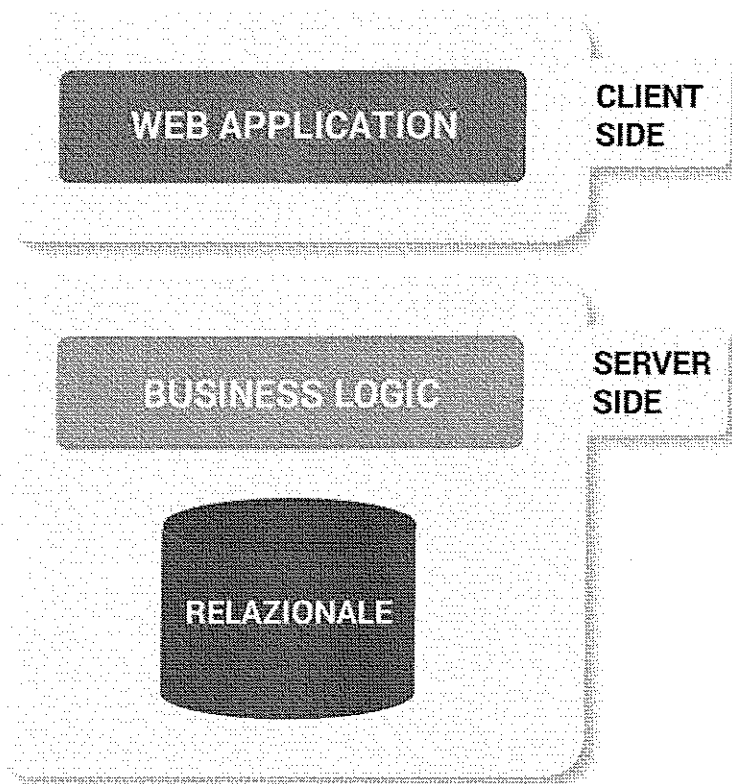 WEB APPLICATION
CLIENT
SIDE
BUSINESS LOGIC
SERVER
SIDE
RELAZIONALE